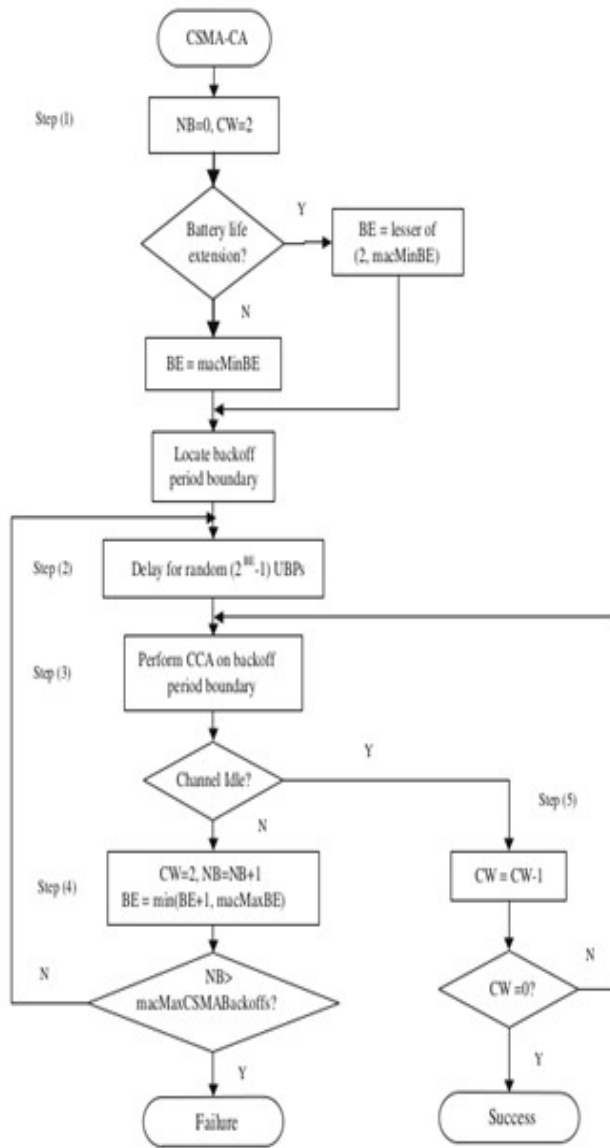 CSMA-CA
Step (1)
NB=0, CW=2
Battery life
extension?
Y
BE = lesser of
(2, macMinBE)
N
BE = macMinBE
Locate backoff
period boundary
Step (2)
Delay for random (2^BE-1) UBPs
Step (3)
Perform CCA on backoff
period boundary
Channel Idle?
Y
N
Step (5)
Step (4)
CW=2, NB=NB+1
BE = min(BE+1, macMaxBE)
CW = CW-1
N
NB>
macMaxCSMABackoffs?
CW =0?
N
Y
Y
Failure
Success